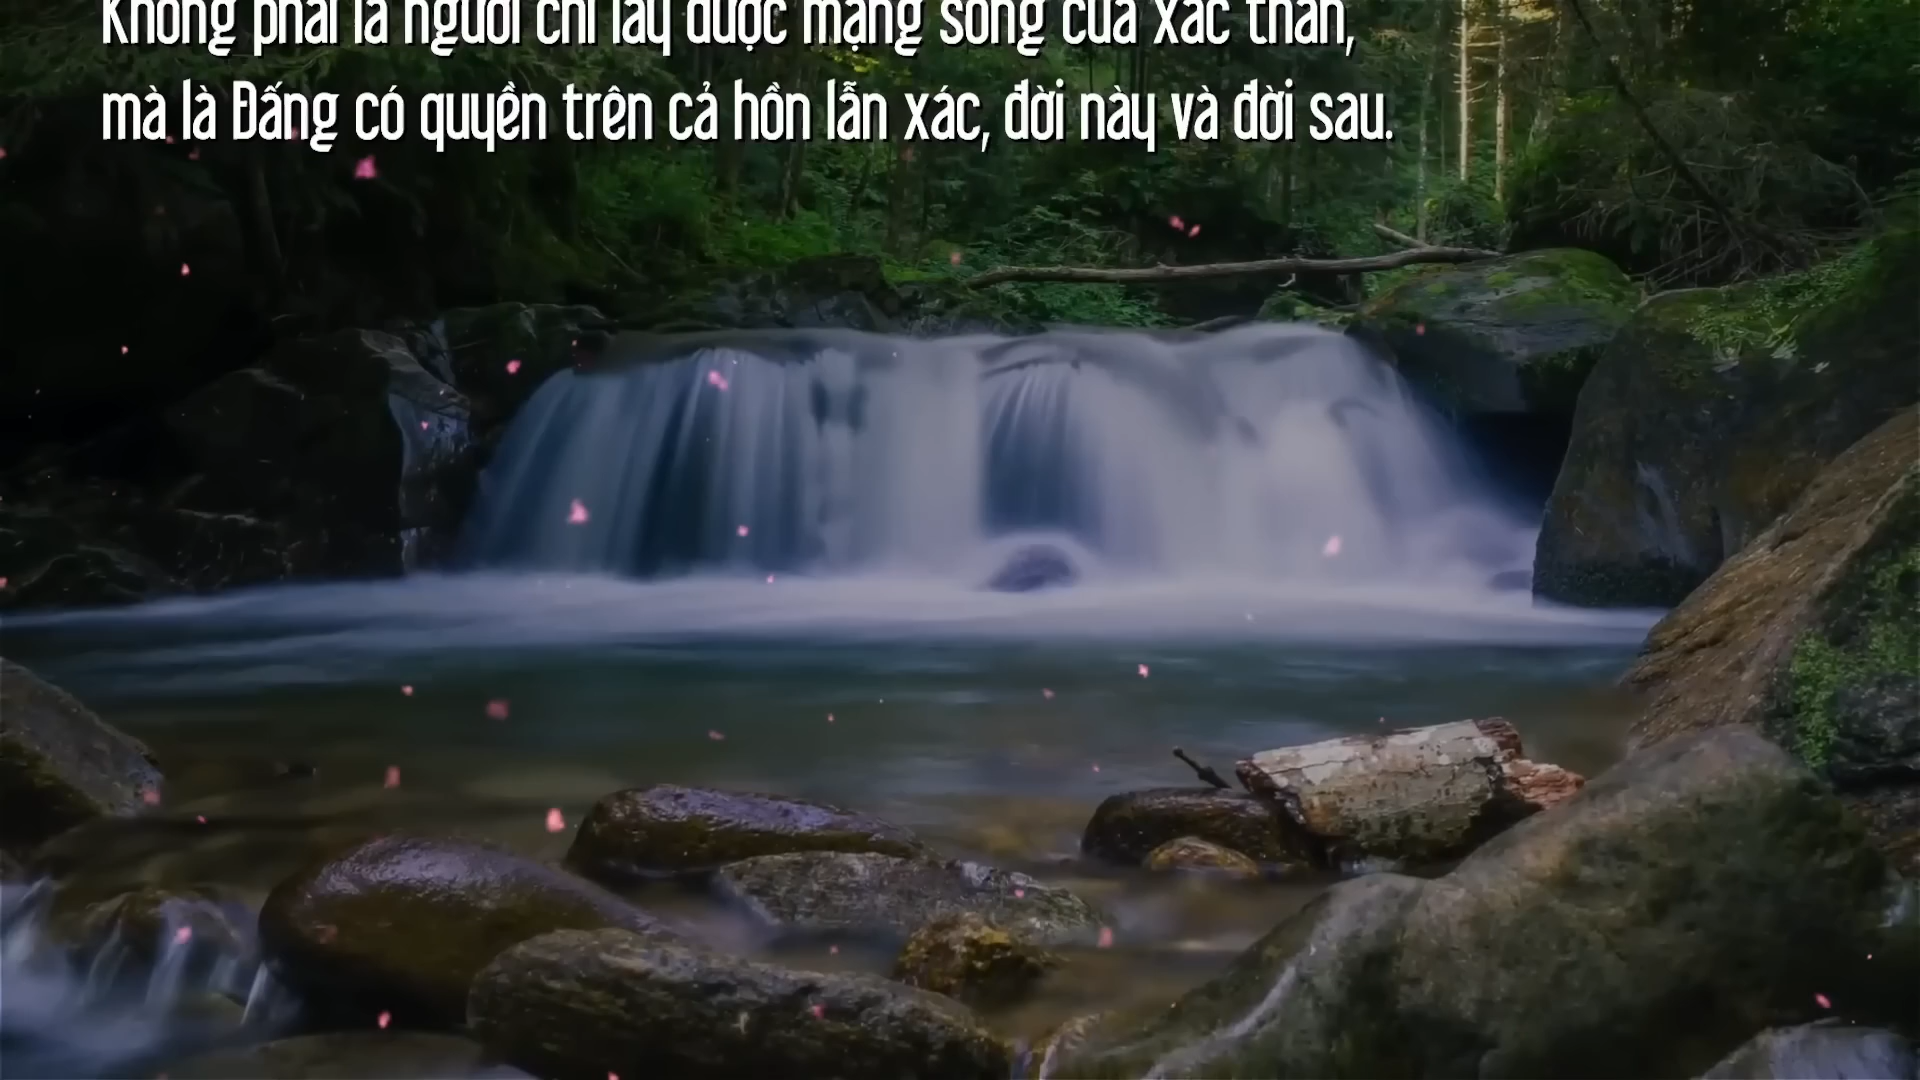 Không phải là người chỉ lấy được mạng sống của xác thân,
mà là Đấng có quyền trên cả hồn lẫn xác, đời này và đời sau.